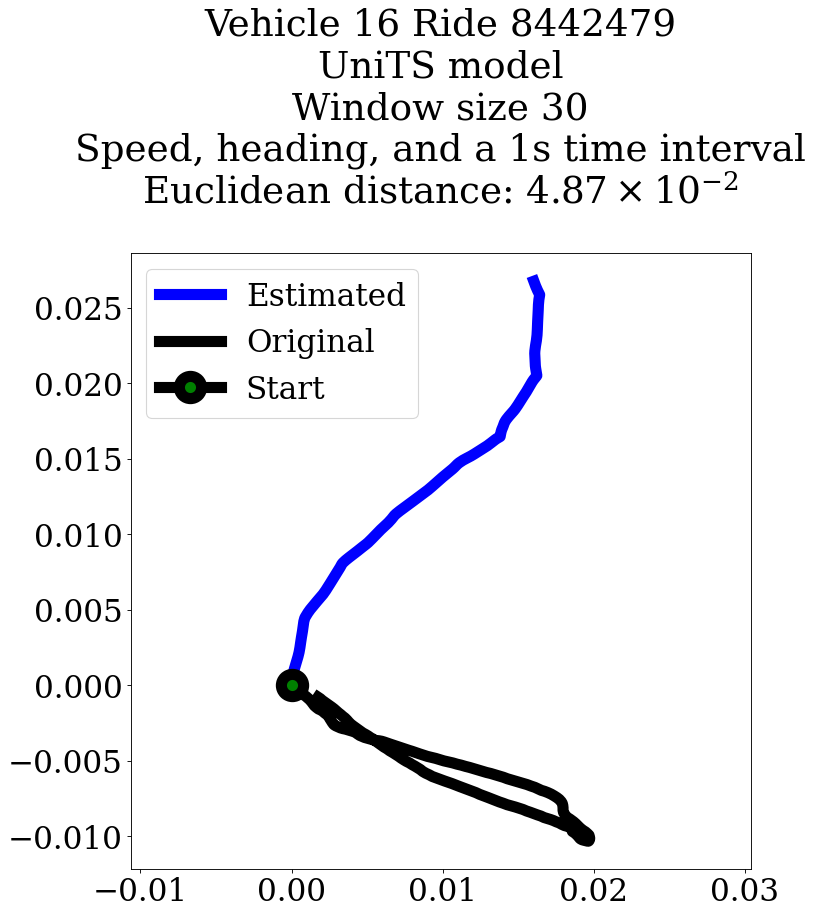 Vehicle 16 Ride 8442479
UniTS model
Window size 30
Speed, heading, and a 1s time interval
Euclidean distance: 4.87 × 10⁻²
Estimated
Original
Start
0.025
0.020
0.015
0.010
0.005
0.000
−0.005
−0.010
−0.01 0.00 0.01 0.02 0.03